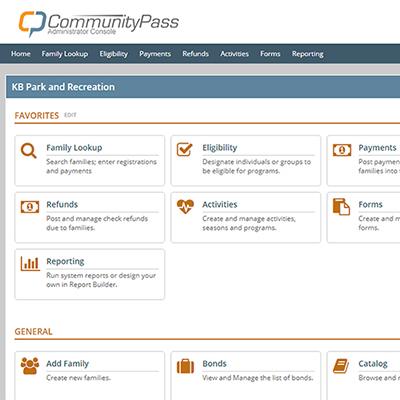 CommunityPass
Administrator Console
Home Family Lookup Eligibility Payments Refunds Activities Forms Reporting
KB Park and Recreation
FAVORITES EDIT
Family Lookup
Search families; enter registrations
and payments
Eligibility
Designate individuals or groups to
be eligible for programs.
Payments
Post paymen
families into
Refunds
Post and manage check refunds
due to families.
Activities
Create and manage activities,
seasons and programs.
Forms
Create and m
forms.
Reporting
Run system reports or design your
own in Report Builder.
GENERAL
Add Family
Create new families.
Bonds
View and Manage the list of bonds.
Catalog
Browse and